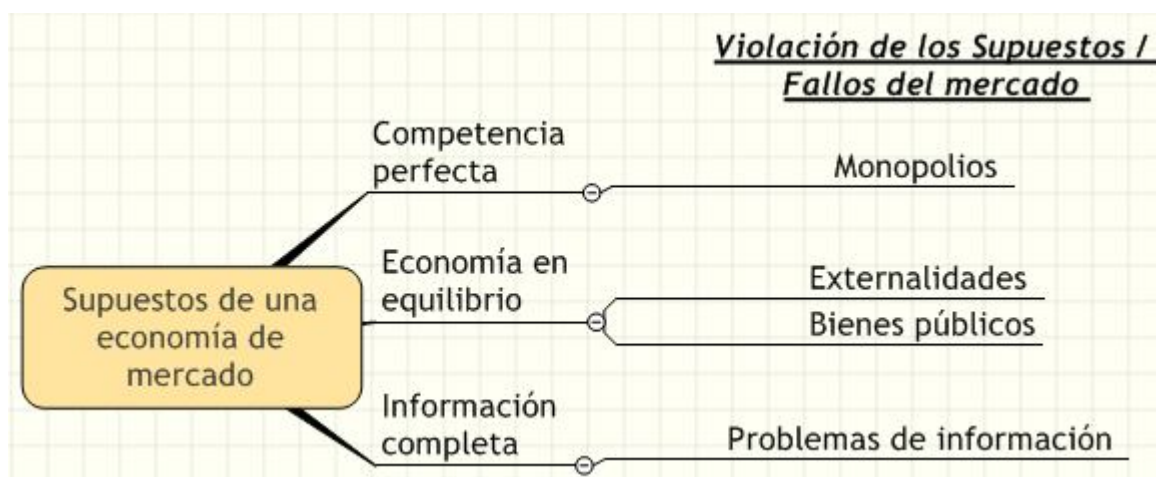 Violación de los Supuestos /
Fallos del mercado
Competencia
perfecta
Monopolios
Economía en
equilibrio
Externalidades
Bienes públicos
Supuestos de una
economía de
mercado
Información
completa
Problemas de información